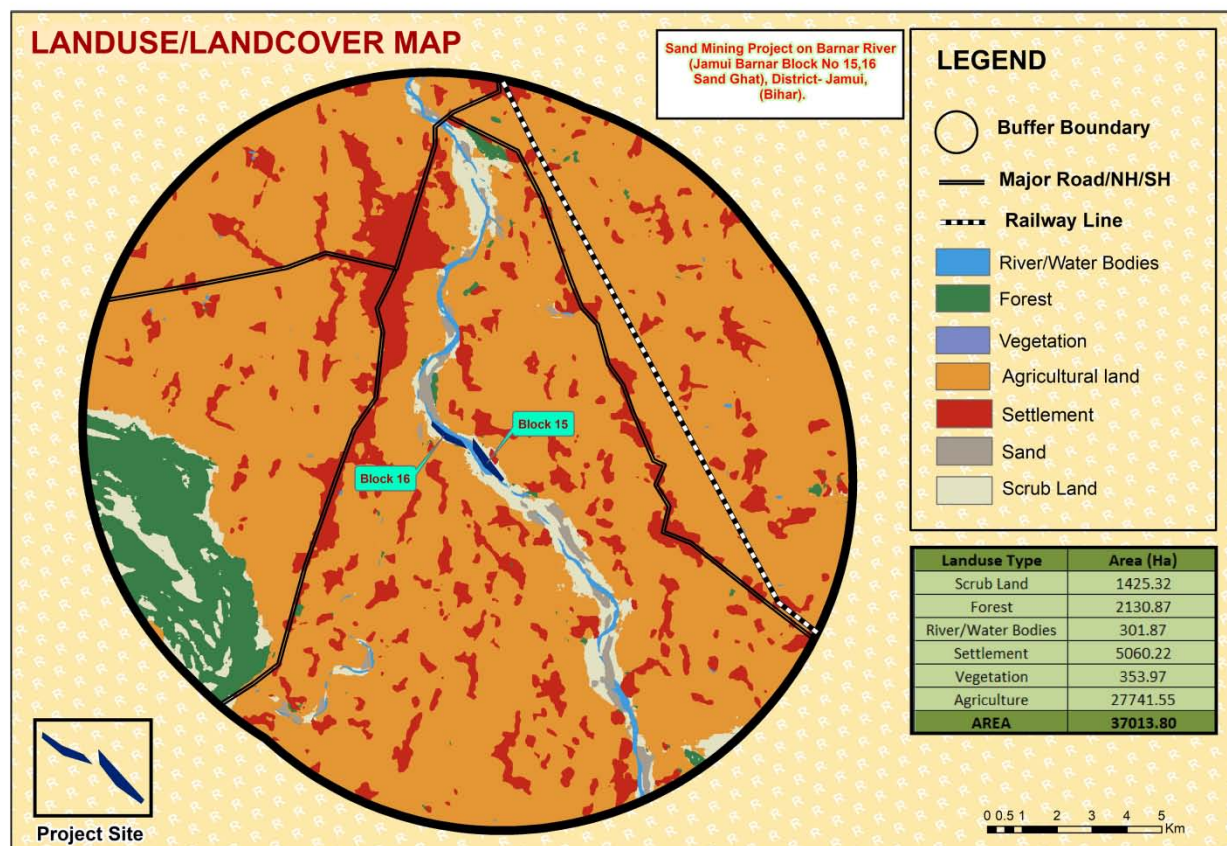 LANDUSE/LANDCOVER MAP
Sand Mining Project on Barnar River
(Jamui Barnar Block No 15,16
Sand Ghat), District- Jamui,
(Bihar).
LEGEND
Buffer Boundary
Major Road/NH/SH
Railway Line
River/Water Bodies
Forest
Vegetation
Agricultural land
Settlement
Sand
Scrub Land
Block 15
Block 16
Landuse Type Area (Ha)
Scrub Land 1425.32
Forest 2130.87
River/Water Bodies 301.87
Settlement 5060.22
Vegetation 353.97
Agriculture 27741.55
AREA 37013.80
Project Site
0 0.5 1 2 3 4 5
Km